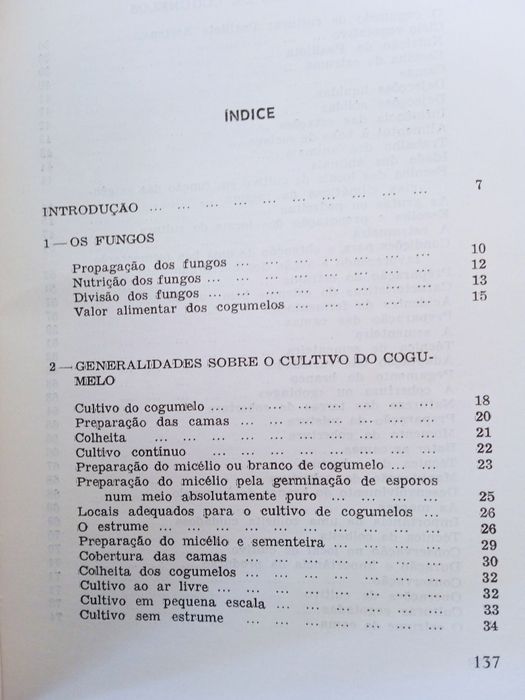 ÍNDICE
INTRODUÇÃO ... ... ... ... ... ... ... ... ... ... 7
1 — OS FUNGOS
Propagação dos fungos ... ... ... ... ... ... ... 10
Nutrição dos fungos ... ... ... ... ... ... ... ... 12
Divisão dos fungos ... ... ... ... ... ... ... ... 13
Valor alimentar dos cogumelos ... ... ... ... ... 15
2 — GENERALIDADES SOBRE O CULTIVO DO COGU-
MELO
Cultivo do cogumelo ... ... ... ... ... ... ... ... 18
Preparação das camas ... ... ... ... ... ... ... 20
Colheita ... ... ... ... ... ... ... ... ... ... 21
Cultivo contínuo ... ... ... ... ... ... ... ... 22
Preparação do micélio ou branco de cogumelo ... ... 23
Preparação do micélio pela germinação de esporos
num meio absolutamente puro ... ... ... ... 25
Locais adequados para o cultivo de cogumelos ... ... 26
O estrume ... ... ... ... ... ... ... ... ... ... 26
Preparação do micélio e sementeira ... ... ... ... 29
Cobertura das camas ... ... ... ... ... ... ... 30
Colheita dos cogumelos ... ... ... ... ... ... ... 32
Cultivo ao ar livre ... ... ... ... ... ... ... ... 32
Cultivo em pequena escala ... ... ... ... ... ... 33
Cultivo sem estrume ... ... ... ... ... ... ... 34
137